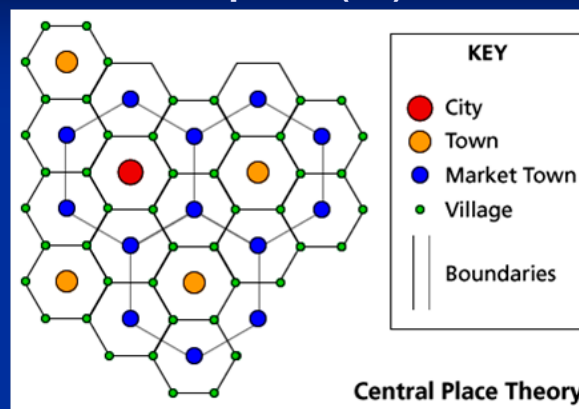 KEY
City
Town
Market Town
Village
Boundaries
Central Place Theory